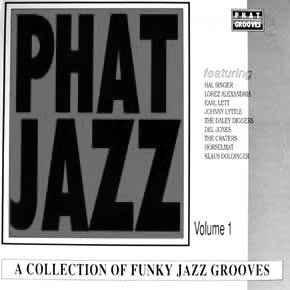 PHAT
GROOVES
PHAT
JAZZ
featuring
HAL SINGER
LOREZ ALEXANDRIA
EARL LETT
JOHNNY LYTTLE
THE DALEY DIGGERS
DEL JONES
THE CRATERS
HORSELMAT
KLAUS DOLDINGER
Volume 1
A COLLECTION OF FUNKY JAZZ GROOVES